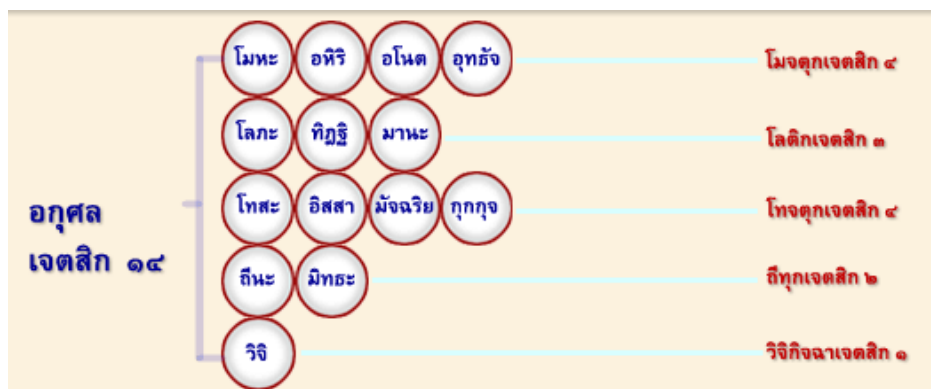 โมหะ อหิริ อโนต อุทธัจ โมจตุกเจตสิก ๔
โลภะ ทิฏฐิ มานะ โลติกเจตสิก ๓
อกุศล
เจตสิก ๑๔
โทสะ อิสสา มัจฉริย กุกกุจ โทจตุกเจตสิก ๔
ถีนะ มิทธะ ถีทุกเจตสิก ๒
วิจิ วิจิกิจฉาเจตสิก ๑